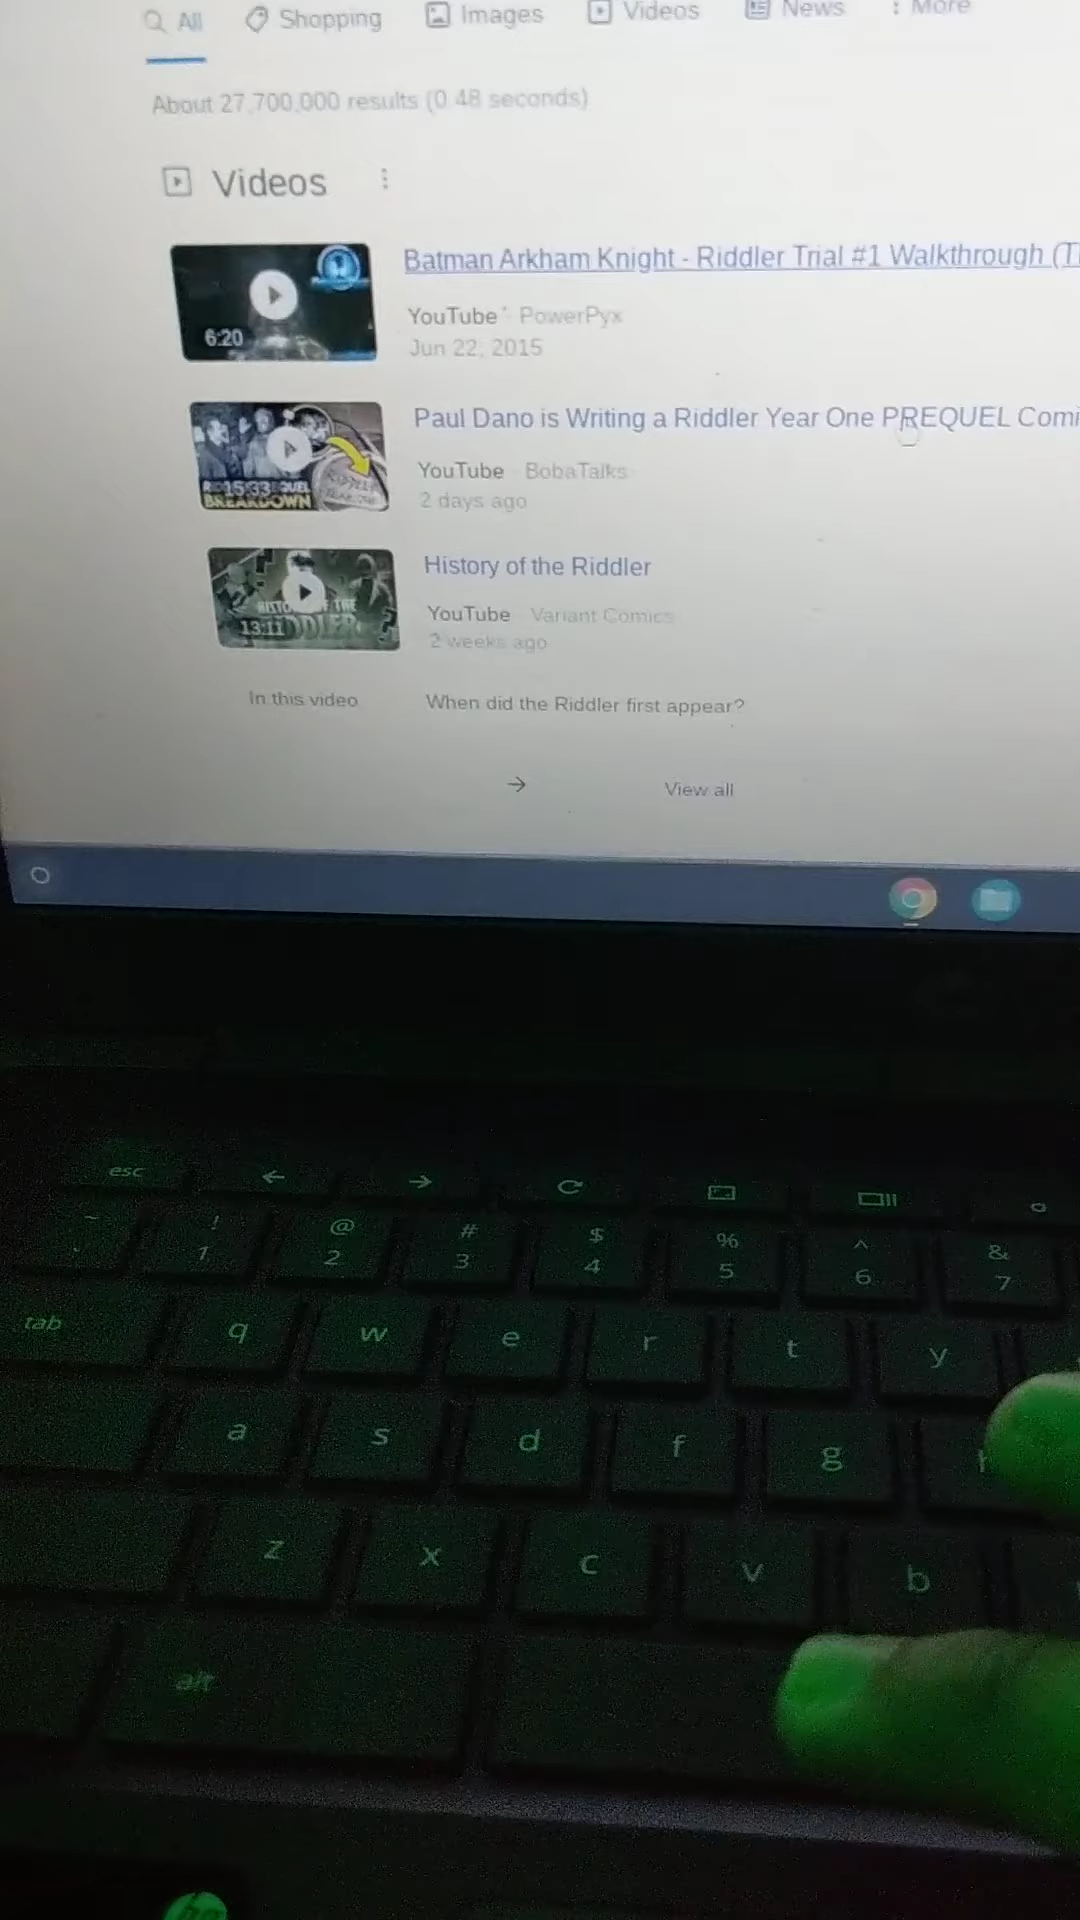 All Shopping Images Videos News : More
About 27,700,000 results (0.48 seconds)
Videos
Batman Arkham Knight - Riddler Trial #1 Walkthrough
6:20
YouTube · PowerPyx
Jun 22, 2015
Paul Dano is Writing a Riddler Year One PREQUEL
YouTube · BobaTalks
15:33
BREAKDOWN
2 days ago
History of the Riddler
HISTORY OF THE
13:11
YouTube · Variant Comics
2 weeks ago
In this video When did the Riddler first appear?
→ View all
esc ← →
~ ! @ # $ % ^ &
1 2 3 4 5 6 7
tab q w e r t y
a s d f g
z x c v b
alt
hp